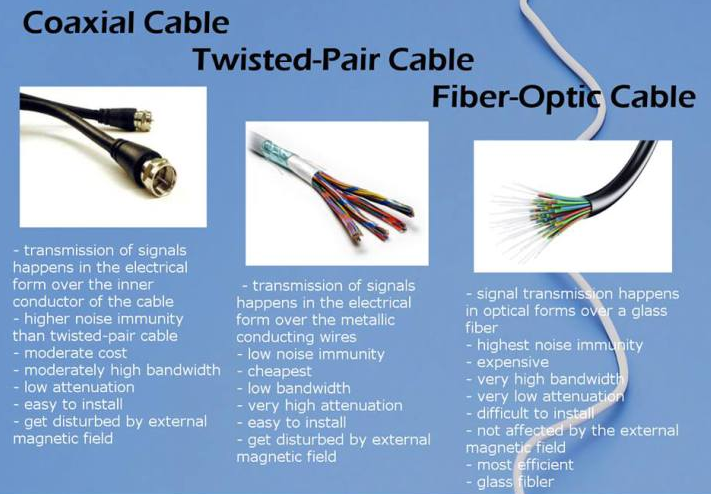 Coaxial Cable
Twisted-Pair Cable
Fiber-Optic Cable
- transmission of signals
happens in the electrical
form over the inner
conductor of the cable
- higher noise immunity
than twisted-pair cable
- moderate cost
- moderately high bandwidth
- low attenuation
- easy to install
- get disturbed by external
magnetic field
- transmission of signals
happens in the electrical
form over the metallic
conducting wires
- low noise immunity
- cheapest
- low bandwidth
- very high attenuation
- easy to install
- get disturbed by external
magnetic field
- signal transmission happens
in optical forms over a glass
fiber
- highest noise immunity
- expensive
- very high bandwidth
- very low attenuation
- difficult to install
- not affected by the external
magnetic field
- most efficient
- glass fibler